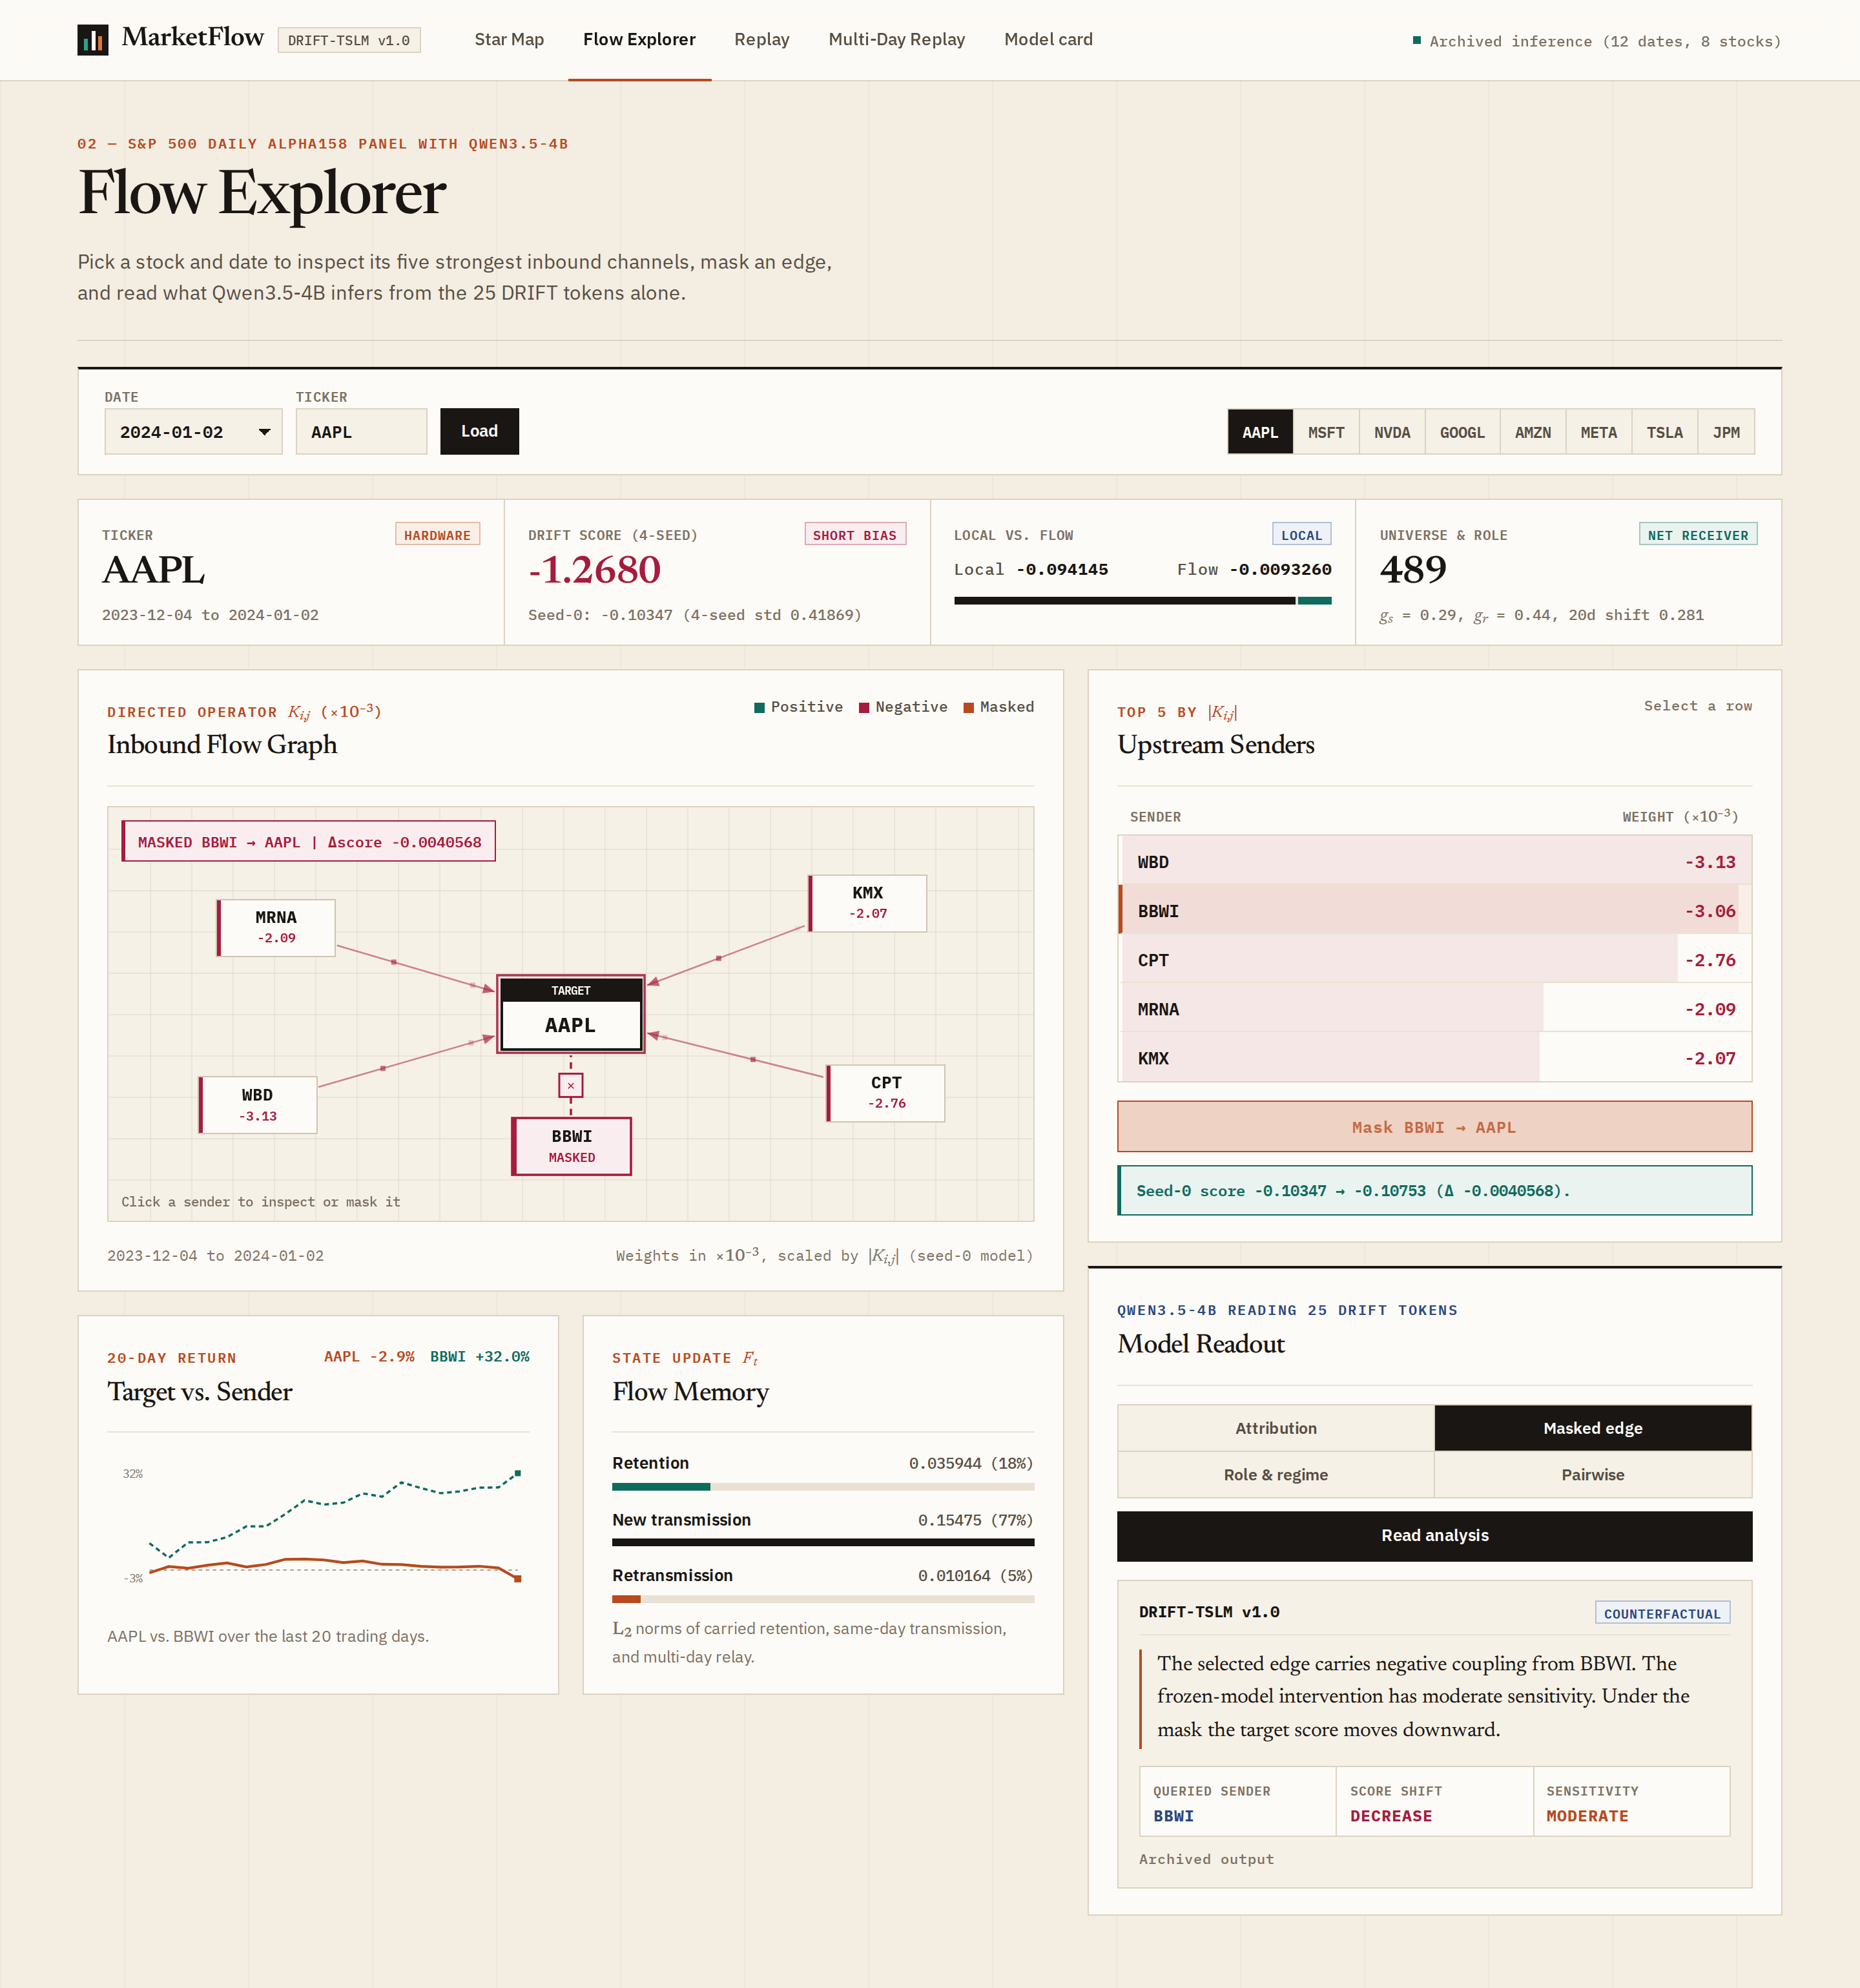 MarketFlow
DRIFT-TSLM v1.0
Star Map
Flow Explorer
Replay
Multi-Day Replay
Model card
Archived inference (12 dates, 8 stocks)
02 — S&P 500 DAILY ALPHA158 PANEL WITH QWEN3.5-4B
Flow Explorer
Pick a stock and date to inspect its five strongest inbound channels, mask an edge,
and read what Qwen3.5-4B infers from the 25 DRIFT tokens alone.
DATE
TICKER
2024-01-02
AAPL
Load
AAPL
MSFT
NVDA
GOOGL
AMZN
META
TSLA
JPM
TICKER
HARDWARE
AAPL
2023-12-04 to 2024-01-02
DRIFT SCORE (4-SEED)
SHORT BIAS
-1.2680
Seed-0: -0.10347 (4-seed std 0.41869)
LOCAL VS. FLOW
LOCAL
Local -0.094145
Flow -0.0093260
UNIVERSE & ROLE
NET RECEIVER
489
gₛ = 0.29, gᵣ = 0.44, 20d shift 0.281
DIRECTED OPERATOR Kᵢ,ⱼ (×10⁻³)
Positive
Negative
Masked
Inbound Flow Graph
MASKED BBWI → AAPL | Δscore -0.0040568
KMX
-2.07
MRNA
-2.09
TARGET
AAPL
WBD
-3.13
×
CPT
-2.76
BBWI
MASKED
Click a sender to inspect or mask it
2023-12-04 to 2024-01-02
Weights in ×10⁻³, scaled by |Kᵢ,ⱼ| (seed-0 model)
TOP 5 BY |Kᵢ,ⱼ|
Select a row
Upstream Senders
SENDER
WEIGHT (×10⁻³)
WBD -3.13
BBWI -3.06
CPT -2.76
MRNA -2.09
KMX -2.07
Mask BBWI → AAPL
Seed-0 score -0.10347 → -0.10753 (Δ -0.0040568).
20-DAY RETURN
AAPL -2.9%
BBWI +32.0%
Target vs. Sender
32%
-3%
AAPL vs. BBWI over the last 20 trading days.
STATE UPDATE Fₜ
Flow Memory
Retention 0.035944 (18%)
New transmission 0.15475 (77%)
Retransmission 0.010164 (5%)
L₂ norms of carried retention, same-day transmission,
and multi-day relay.
QWEN3.5-4B READING 25 DRIFT TOKENS
Model Readout
Attribution
Masked edge
Role & regime
Pairwise
Read analysis
DRIFT-TSLM v1.0
COUNTERFACTUAL
The selected edge carries negative coupling from BBWI. The
frozen-model intervention has moderate sensitivity. Under the
mask the target score moves downward.
QUERIED SENDER
BBWI
SCORE SHIFT
DECREASE
SENSITIVITY
MODERATE
Archived output